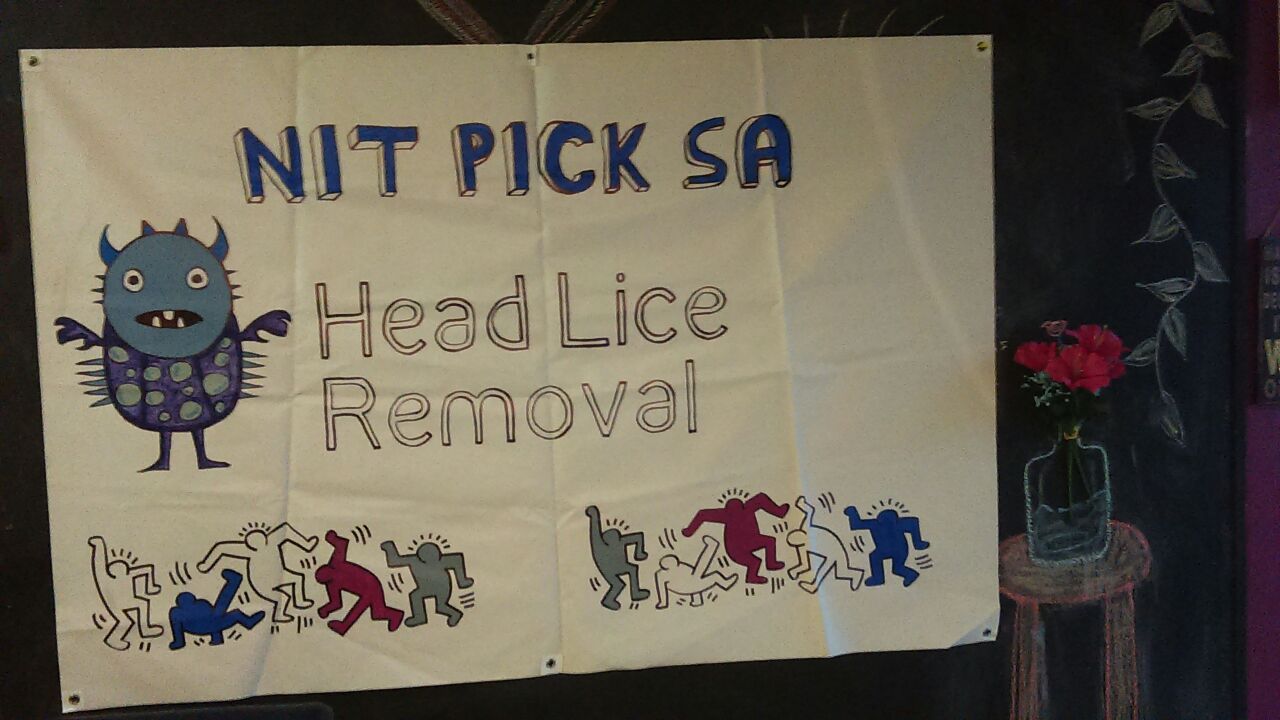 NIT PICK SA
Head Lice
Removal